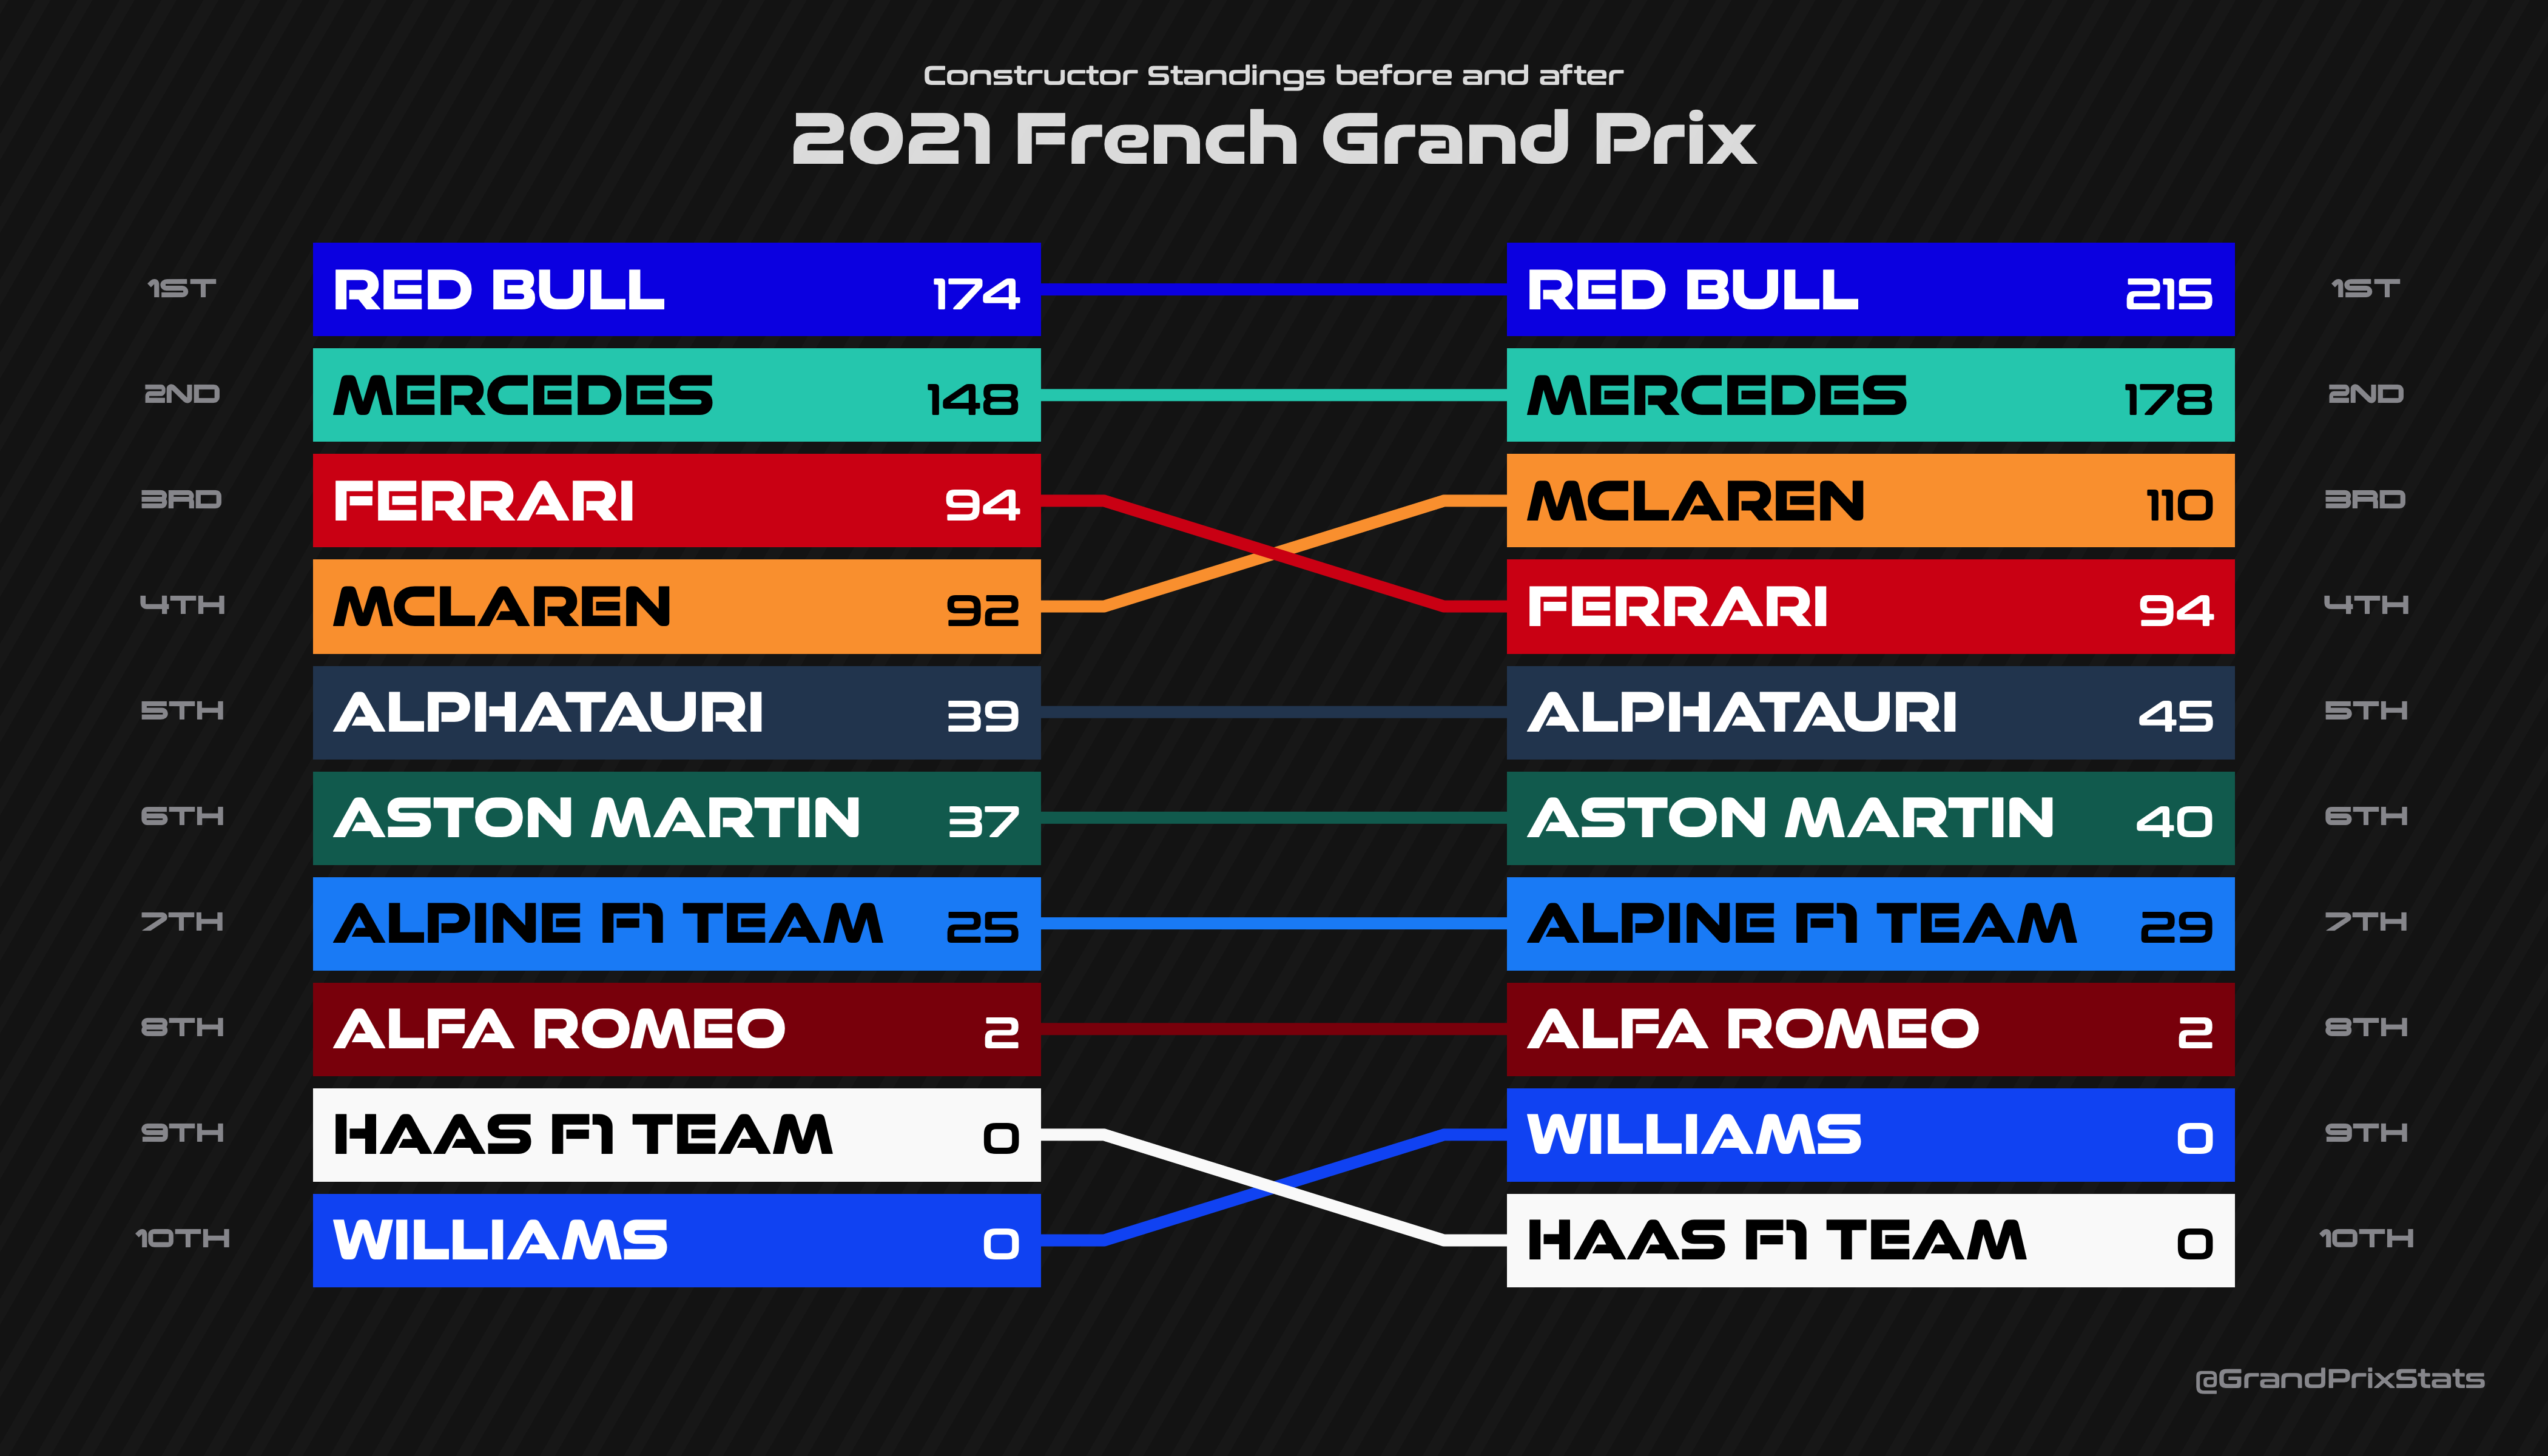 Constructor Standings before and after
2021 French Grand Prix
1ST RED BULL 174 RED BULL 215 1ST
2ND MERCEDES 148 MERCEDES 178 2ND
3RD FERRARI 94 MCLAREN 110 3RD
4TH MCLAREN 92 FERRARI 94 4TH
5TH ALPHATAURI 39 ALPHATAURI 45 5TH
6TH ASTON MARTIN 37 ASTON MARTIN 40 6TH
7TH ALPINE F1 TEAM 25 ALPINE F1 TEAM 29 7TH
8TH ALFA ROMEO 2 ALFA ROMEO 2 8TH
9TH HAAS F1 TEAM 0 WILLIAMS 0 9TH
10TH WILLIAMS 0 HAAS F1 TEAM 0 10TH
@GrandPrixStats